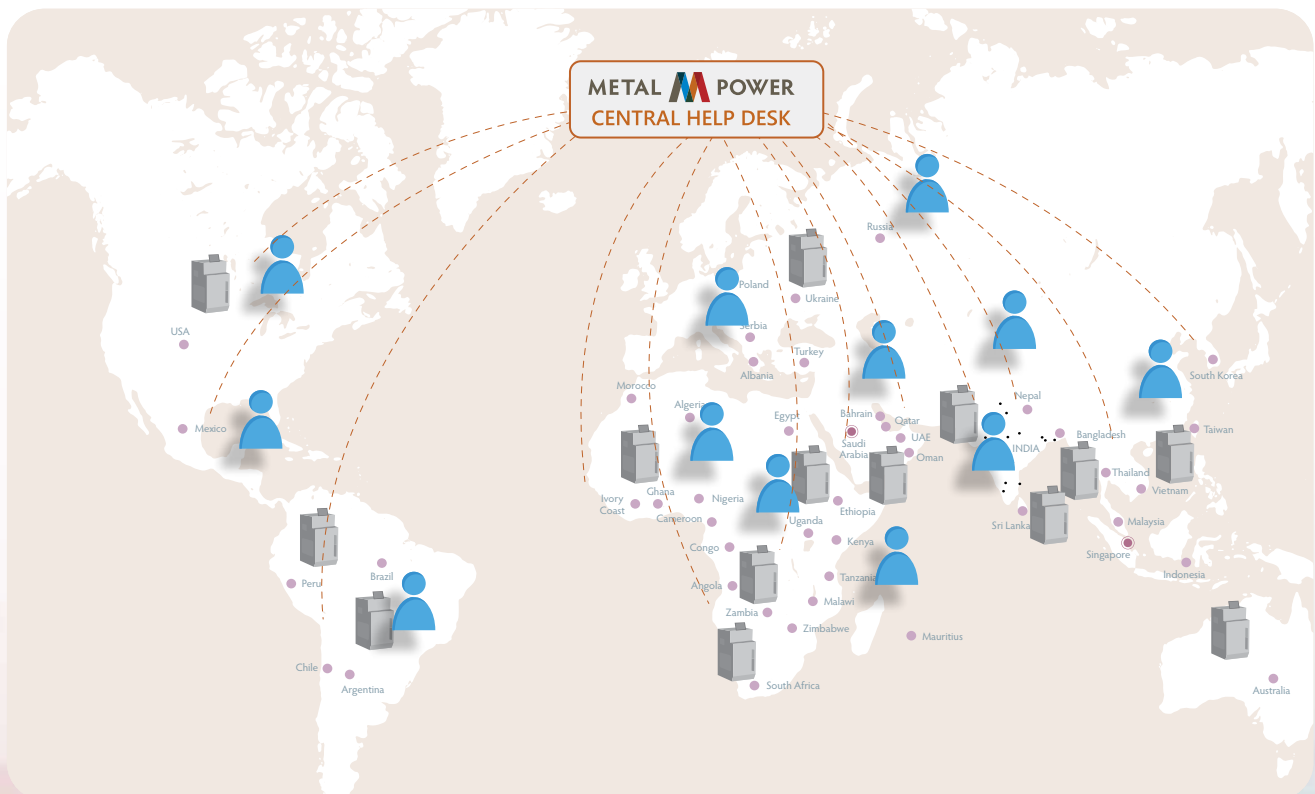 METAL POWER
CENTRAL HELP DESK
Russia
Poland
Ukraine
Serbia
USA
Turkey
Albania
South Korea
Morocco
Algeria
Nepal
Mexico
Egypt
Bahrain
Qatar
Saudi
Arabia
UAE
Oman
INDIA
Bangladesh
Taiwan
Thailand
Vietnam
Ivory
Coast
Ghana
Nigeria
Cameroon
Ethiopia
Uganda
Sri Lanka
Malaysia
Congo
Kenya
Singapore
Indonesia
Brazil
Peru
Angola
Tanzania
Malawi
Zambia
Zimbabwe
Mauritius
Chile
Argentina
South Africa
Australia